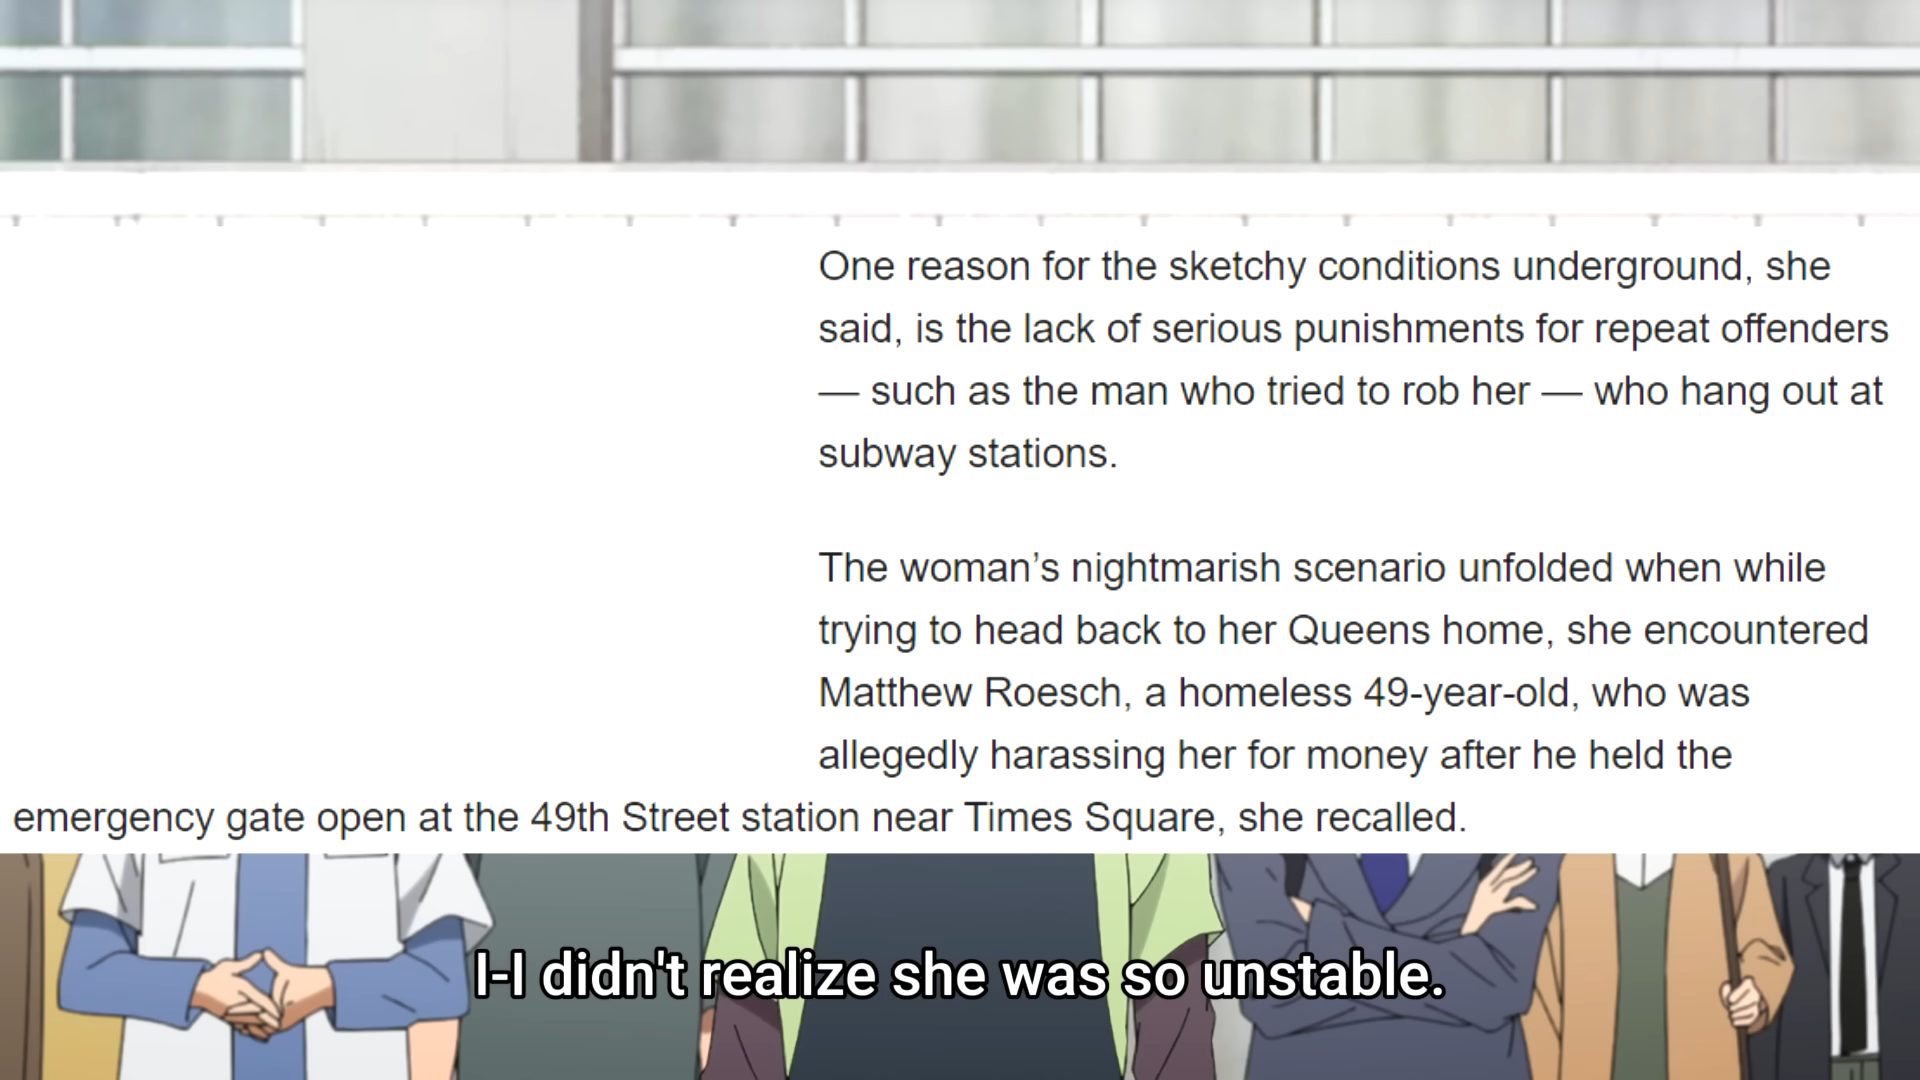 One reason for the sketchy conditions underground, she
said, is the lack of serious punishments for repeat offenders
— such as the man who tried to rob her — who hang out at
subway stations.
The woman’s nightmarish scenario unfolded when while
trying to head back to her Queens home, she encountered
Matthew Roesch, a homeless 49-year-old, who was
allegedly harassing her for money after he held the
emergency gate open at the 49th Street station near Times Square, she recalled.
I-I didn't realize she was so unstable.